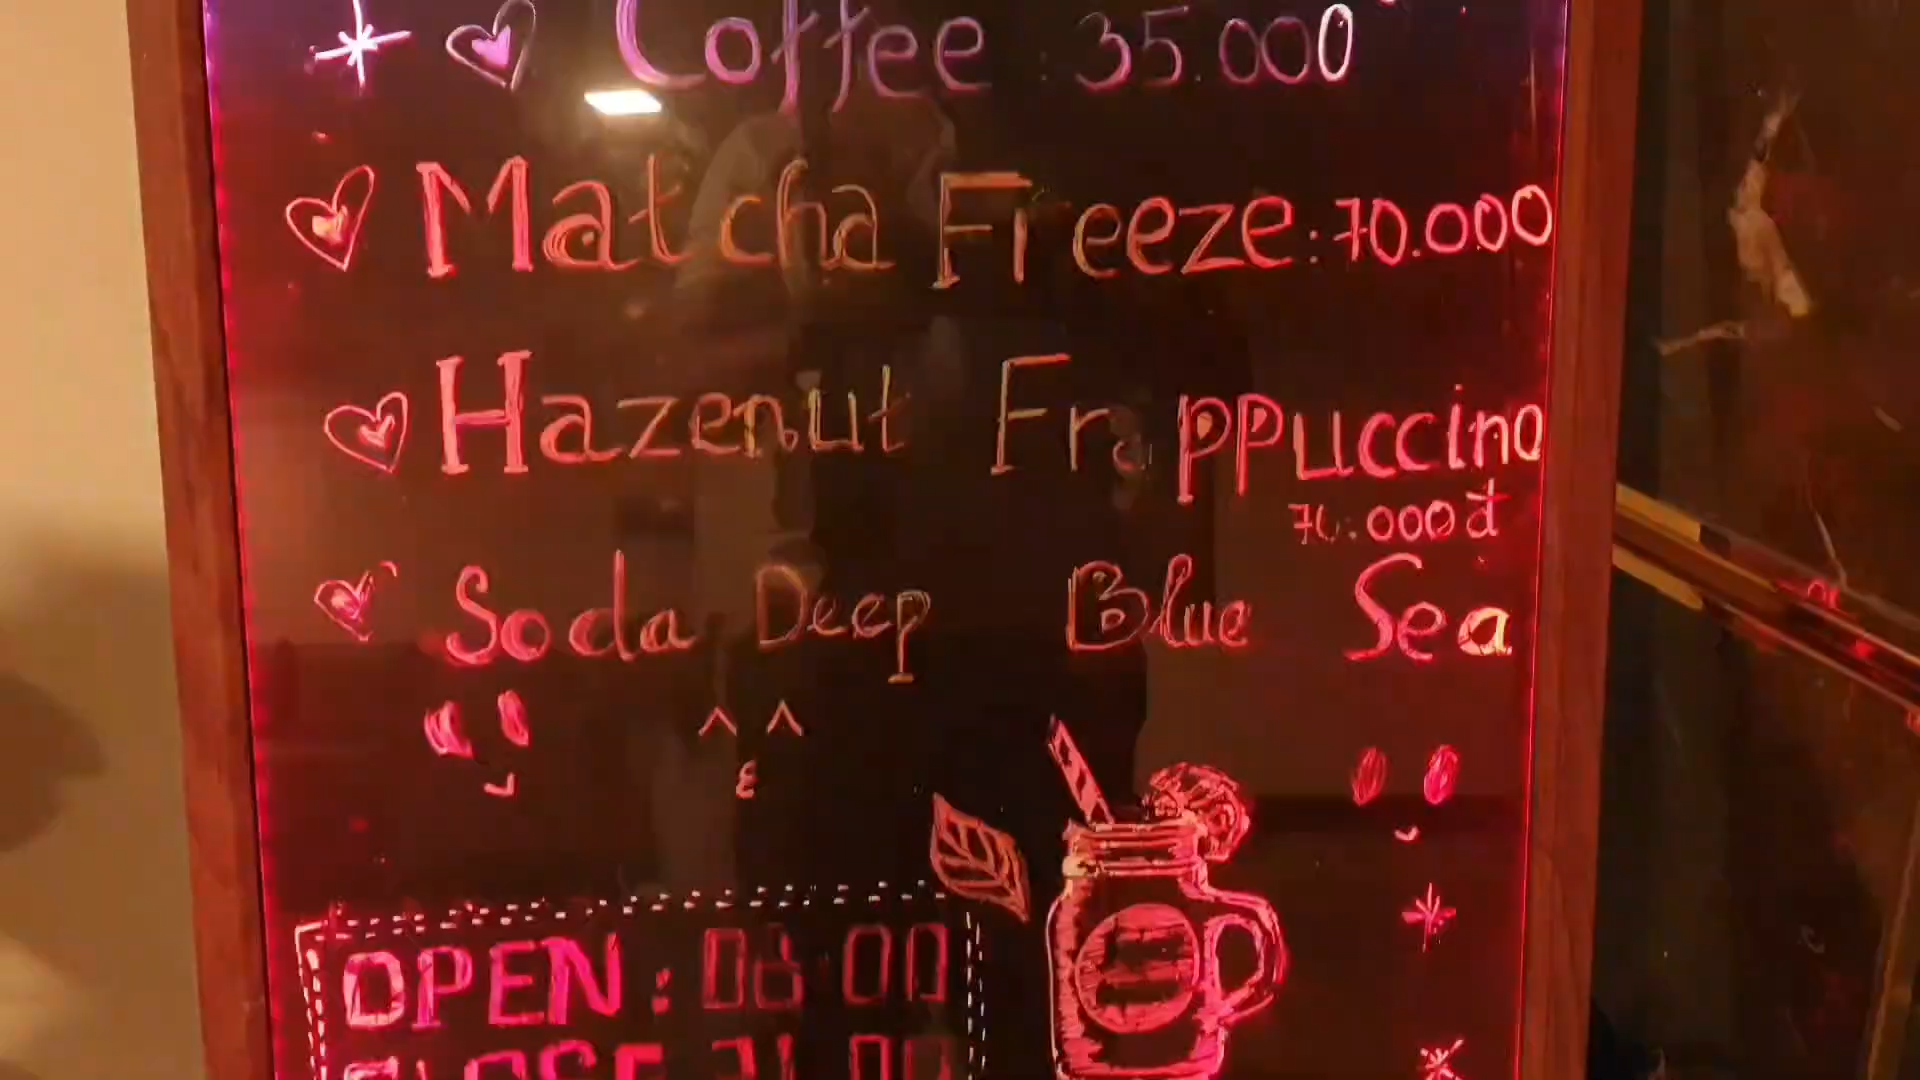 Coffee : 35.000
Matcha Freeze: 70.000
Hazenut Frappuccino
70.000đ
Soda Deep Blue Sea
OPEN : 08:00